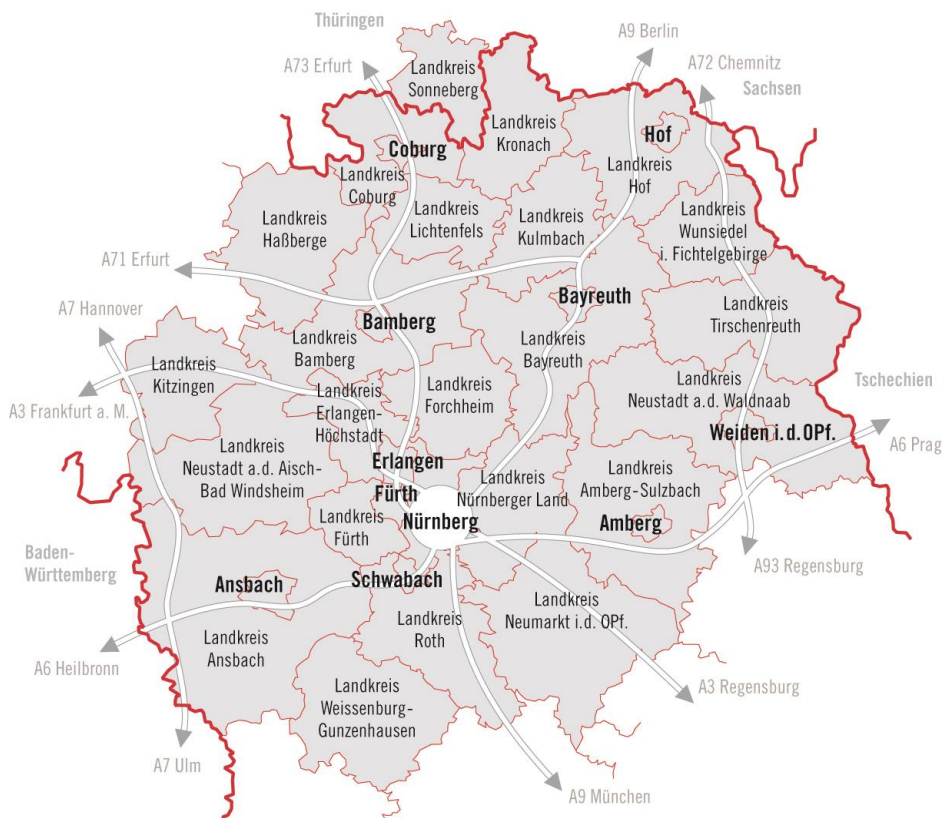 Thüringen
A9 Berlin
A73 Erfurt
A72 Chemnitz
Sachsen
Landkreis
Sonneberg
Landkreis
Kronach
Hof
Coburg
Landkreis
Coburg
Landkreis
Hof
Landkreis
Haßberge
Landkreis
Lichtenfels
Landkreis
Kulmbach
Landkreis
Wunsiedel
i. Fichtelgebirge
A71 Erfurt
A7 Hannover
Bayreuth
Bamberg
Landkreis
Tirschenreuth
Landkreis
Bamberg
Landkreis
Bayreuth
Landkreis
Kitzingen
A3 Frankfurt a. M.
Landkreis
Erlangen-
Höchstadt
Landkreis
Forchheim
Landkreis
Neustadt a.d. Waldnaab
Tschechien
Weiden i.d.OPf.
A6 Prag
Landkreis
Neustadt a.d. Aisch-
Bad Windsheim
Erlangen
Fürth
Nürnberg
Landkreis
Nürnberger Land
Landkreis
Amberg-Sulzbach
Amberg
Landkreis
Fürth
Baden-
Württemberg
A93 Regensburg
Ansbach
Schwabach
Landkreis
Neumarkt i.d. OPf.
Landkreis
Roth
Landkreis
Ansbach
A6 Heilbronn
A3 Regensburg
Landkreis
Weissenburg-
Gunzenhausen
A7 Ulm
A9 München